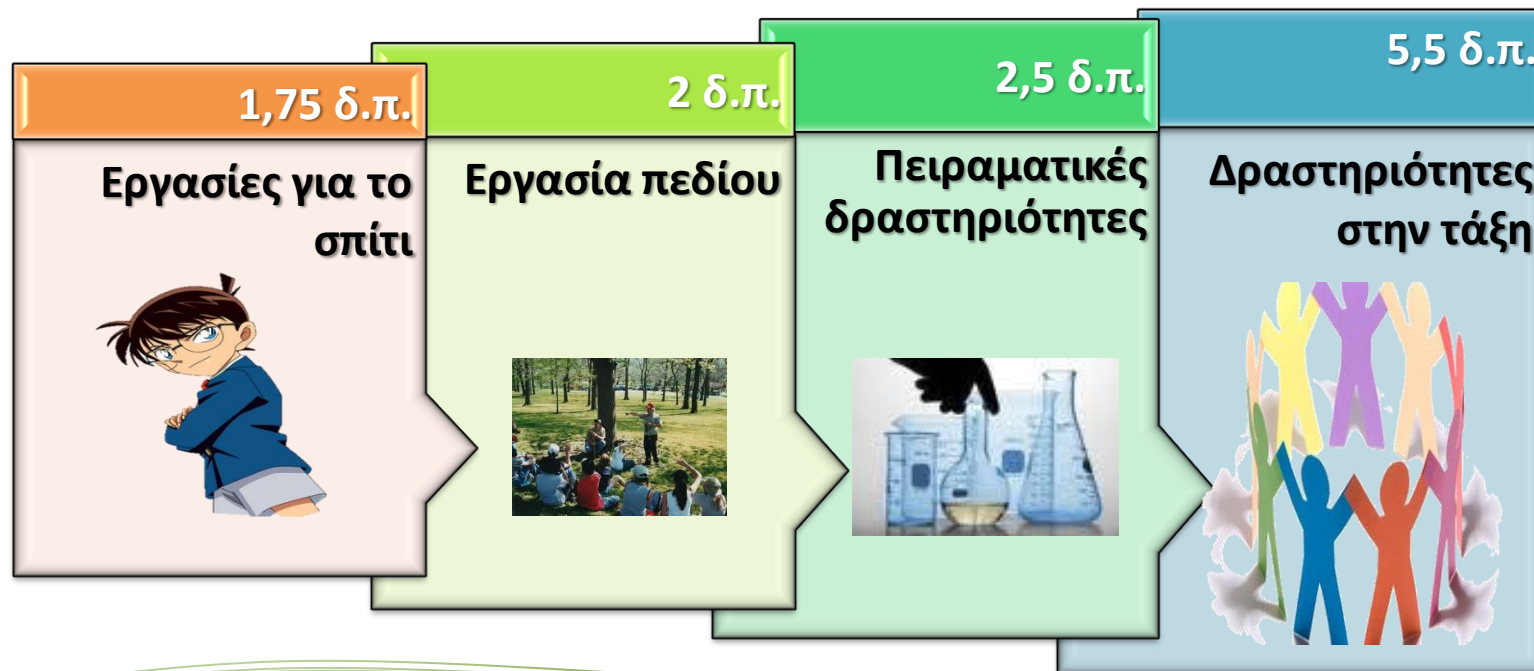 1,75 δ.π.
Εργασίες για το
σπίτι
2 δ.π.
Εργασία πεδίου
2,5 δ.π.
Πειραματικές
δραστηριότητες
5,5 δ.π.
Δραστηριότητες
στην τάξη